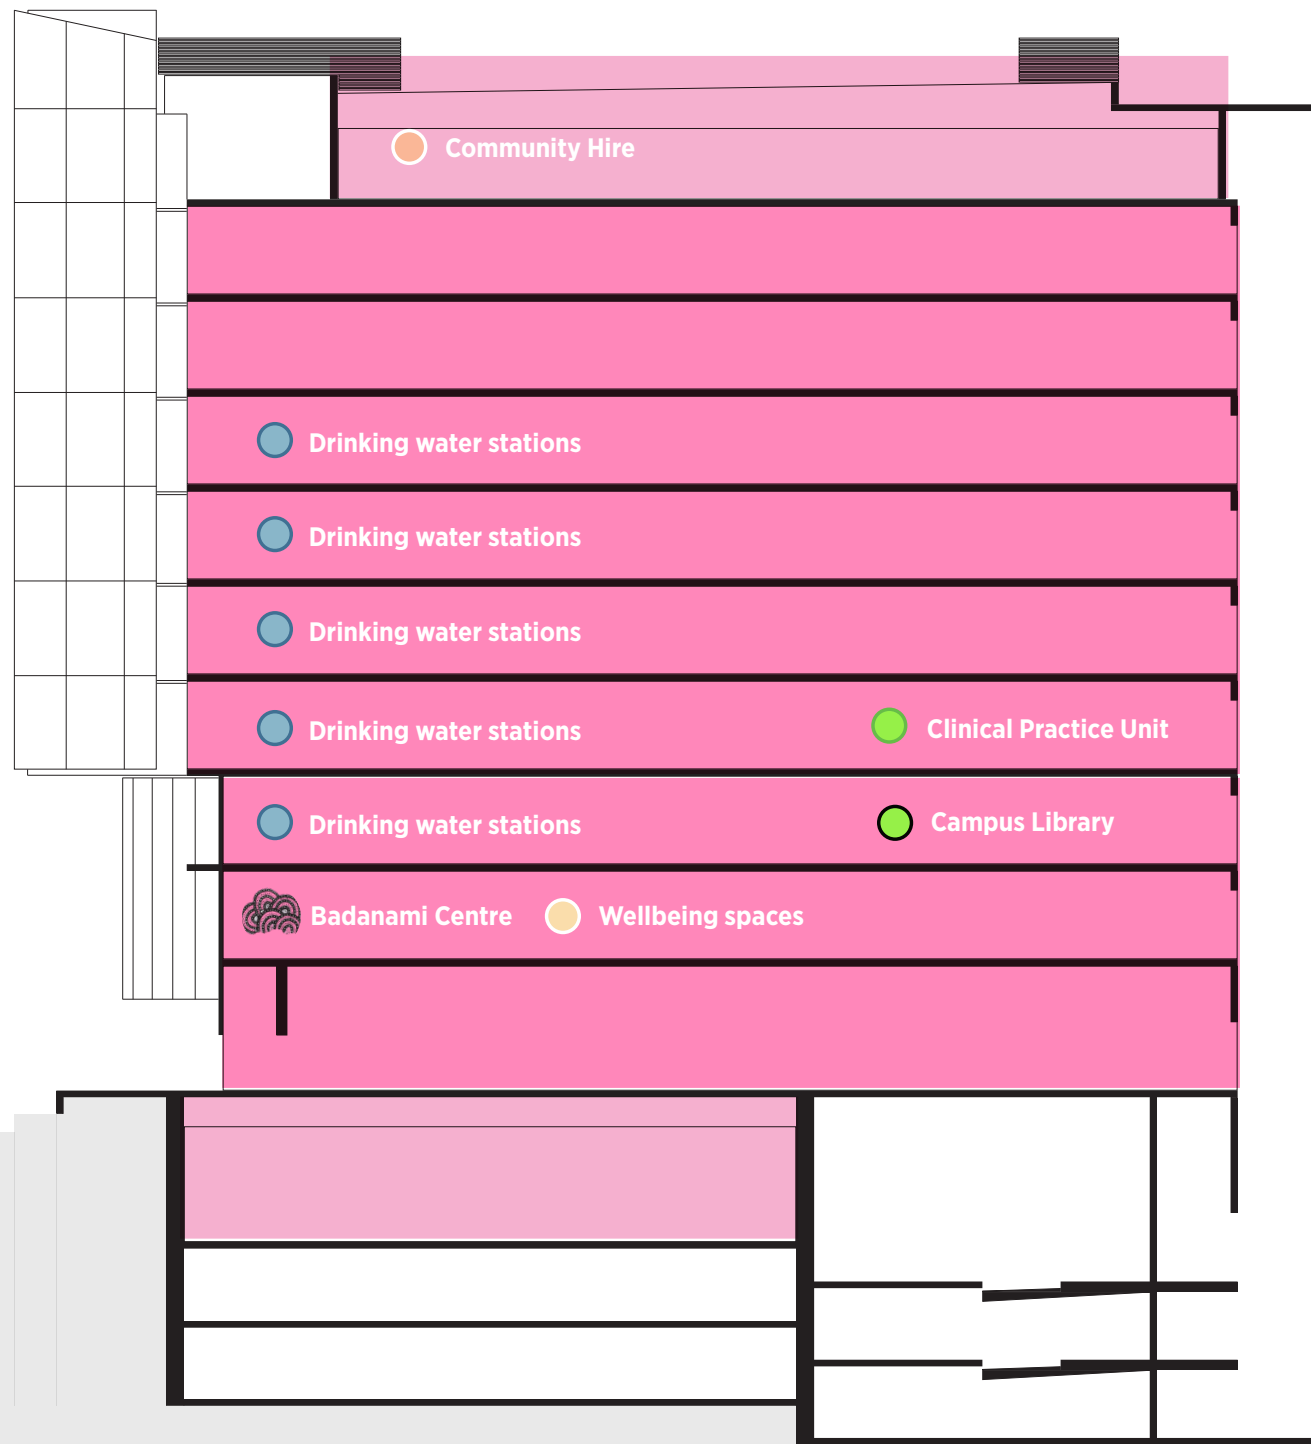 Community Hire
Drinking water stations
Drinking water stations
Drinking water stations
Drinking water stations
Clinical Practice Unit
Drinking water stations
Campus Library
Badanami Centre
Wellbeing spaces